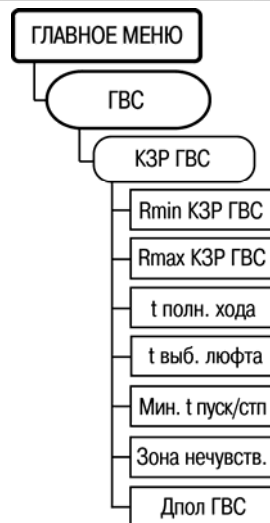 ГЛАВНОЕ МЕНЮ
ГВС
КЗР ГВС
Rmin КЗР ГВС
Rmax КЗР ГВС
t полн. хода
t выб. люфта
Мин. t пуск/стп
Зона нечувств.
Дпол ГВС